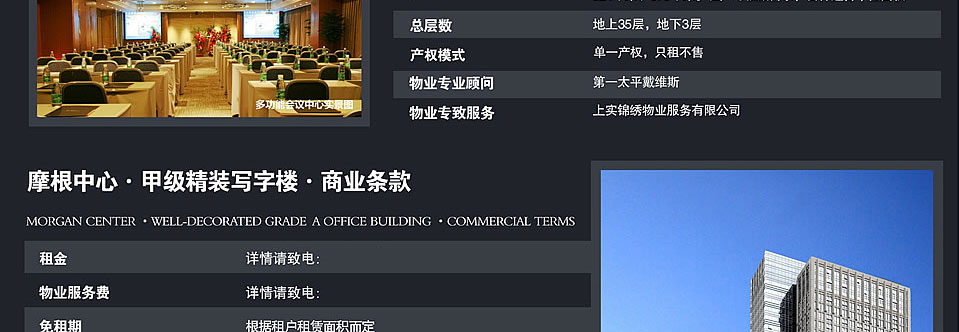 总层数 地上35层，地下3层
产权模式 单一产权，只租不售
物业专业顾问 第一太平戴维斯
物业专致服务 上实锦绣物业服务有限公司
多功能会议中心实景图
摩根中心·甲级精装写字楼·商业条款
MORGAN CENTER ·WELL-DECORATED GRADE A OFFICE BUILDING ·COMMERCIAL TERMS
租金 详情请致电：
物业服务费 详情请致电：
免租期 根据租户租赁面积而定